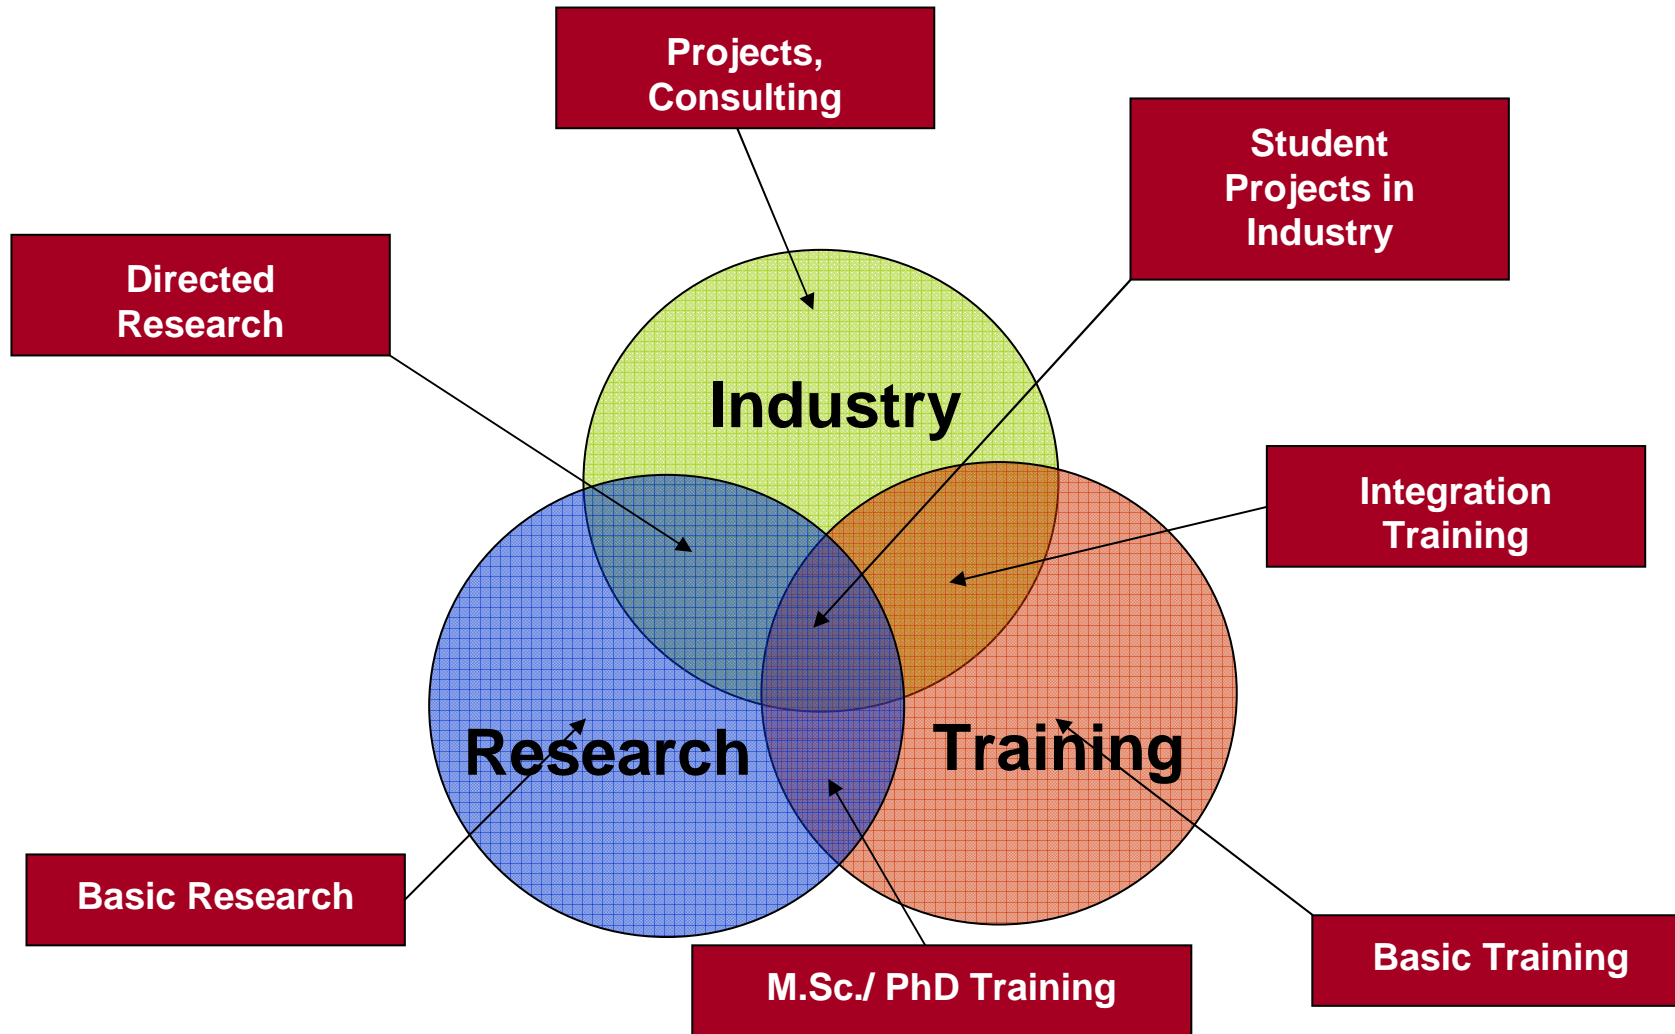 Projects,
Consulting
Student
Projects in
Industry
Directed
Research
Industry
Integration
Training
Research
Training
Basic Research
Basic Training
M.Sc./ PhD Training